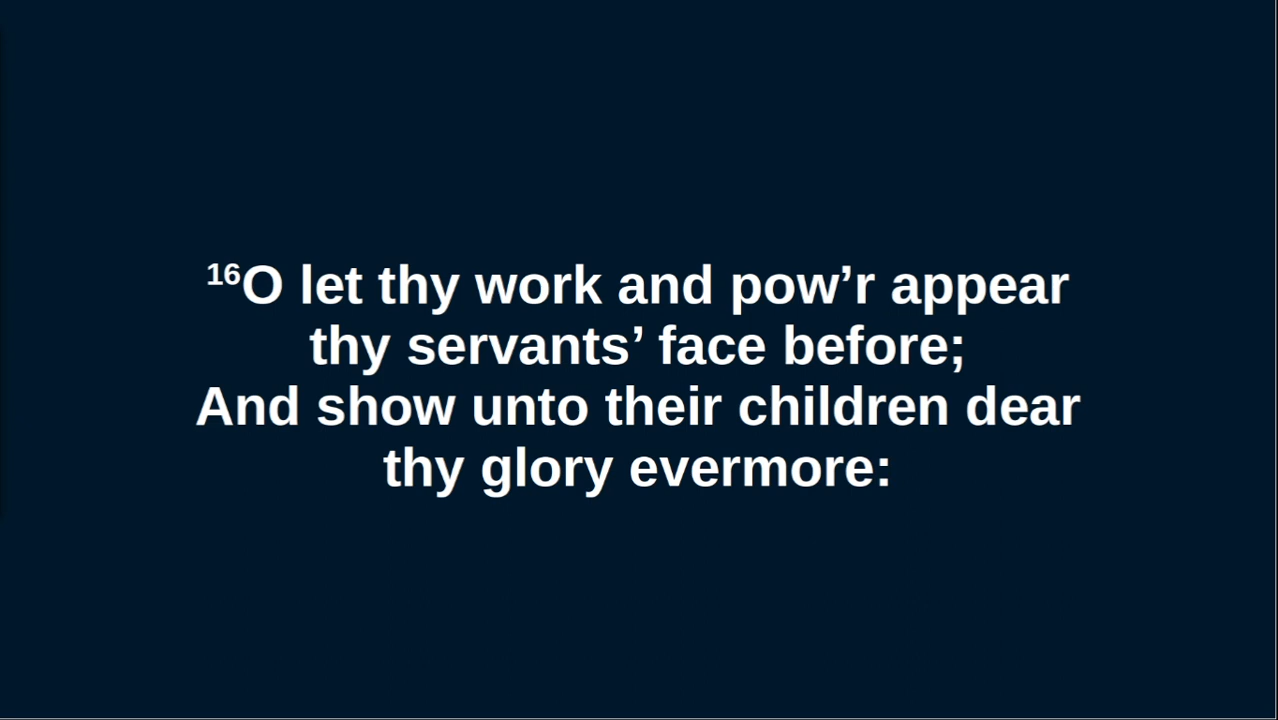 ¹⁶O let thy work and pow’r appear
thy servants’ face before;
And show unto their children dear
thy glory evermore: